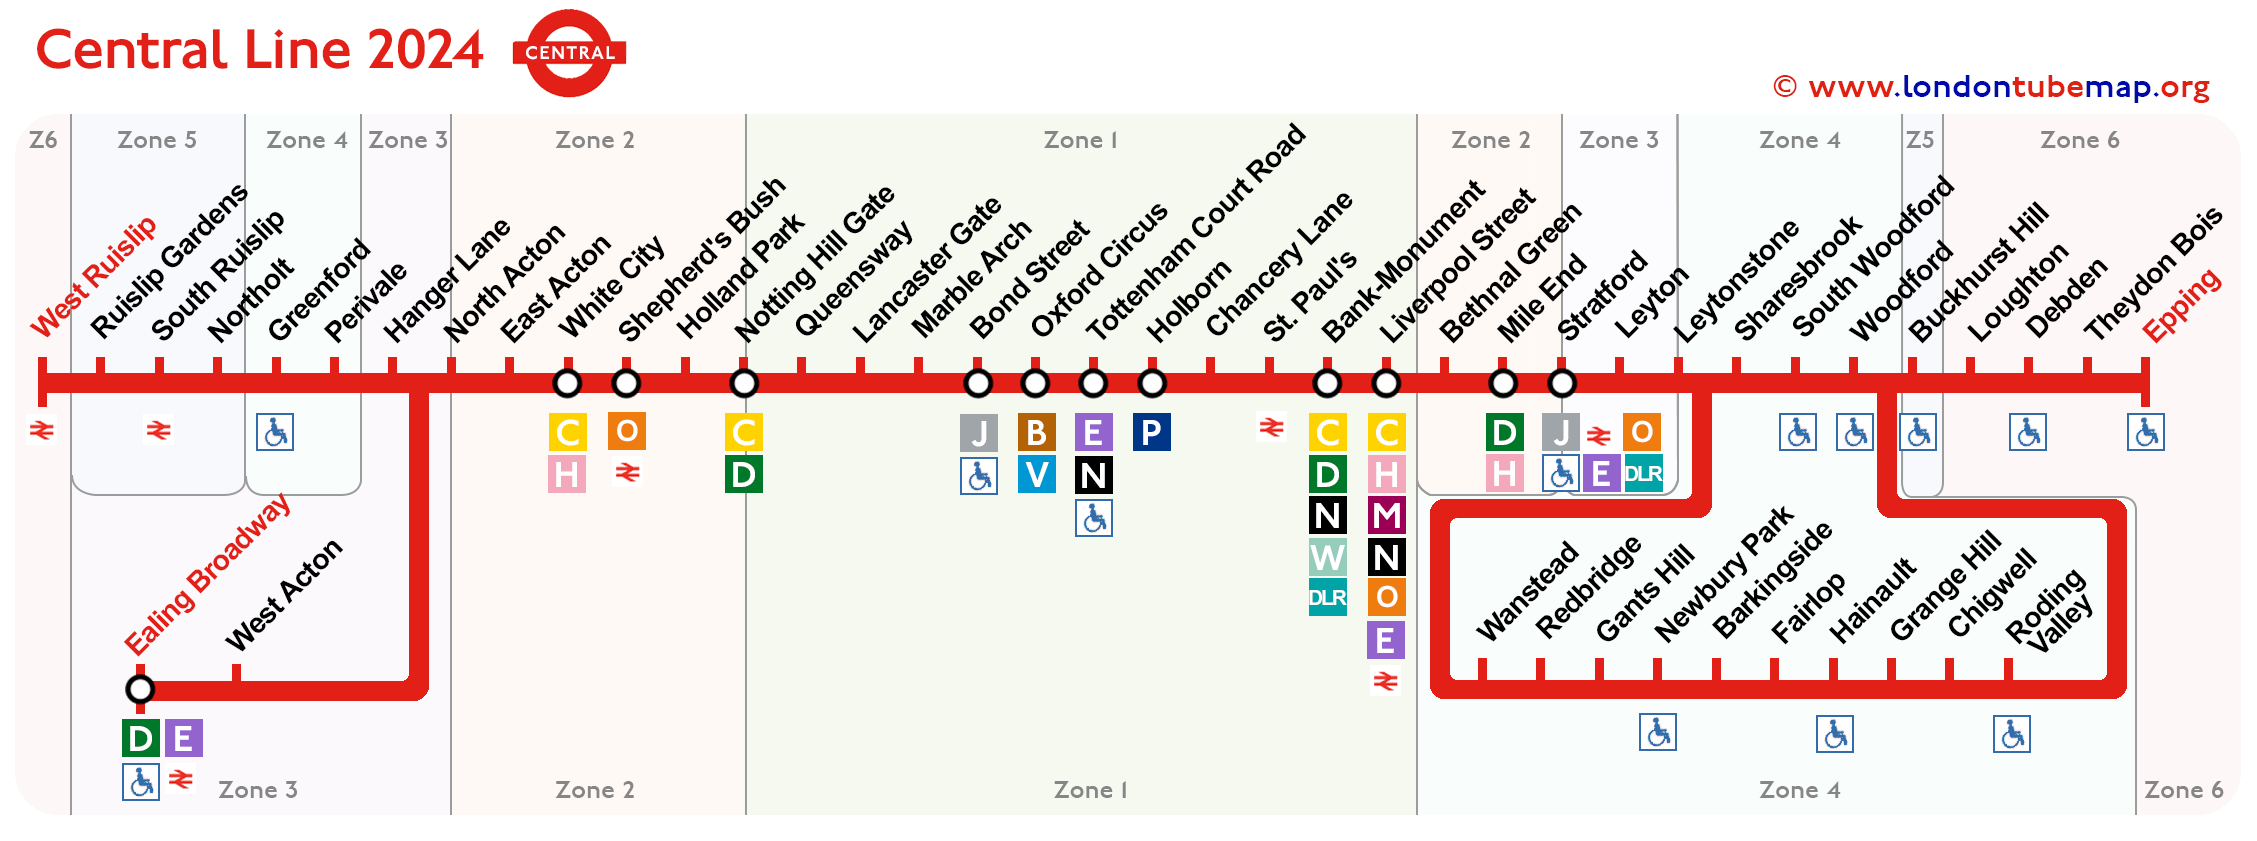 Central Line 2024
CENTRAL
© www.londontubemap.org
Z6
Zone 5
Zone 4
Zone 3
Zone 2
Zone 1
Zone 2
Zone 3
Zone 4
Z5
Zone 6
West Ruislip
Ruislip Gardens
South Ruislip
Northolt
Greenford
Perivale
Hanger Lane
North Acton
East Acton
White City
Shepherd's Bush
Holland Park
Notting Hill Gate
Queensway
Lancaster Gate
Marble Arch
Bond Street
Oxford Circus
Tottenham Court Road
Holborn
Chancery Lane
St. Paul's
Bank-Monument
Liverpool Street
Bethnal Green
Mile End
Stratford
Leyton
Leytonstone
Sharesbrook
South Woodford
Woodford
Buckhurst Hill
Loughton
Debden
Theydon Bois
Epping
C
H
O
C
D
J
B
V
E
N
P
C
D
N
W
DLR
C
H
M
N
O
E
D
H
J
O
E
DLR
Ealing Broadway
West Acton
D E
Wanstead
Redbridge
Gants Hill
Newbury Park
Barkingside
Fairlop
Hainault
Grange Hill
Chigwell
Roding
Valley
Zone 3
Zone 2
Zone 1
Zone 4
Zone 6